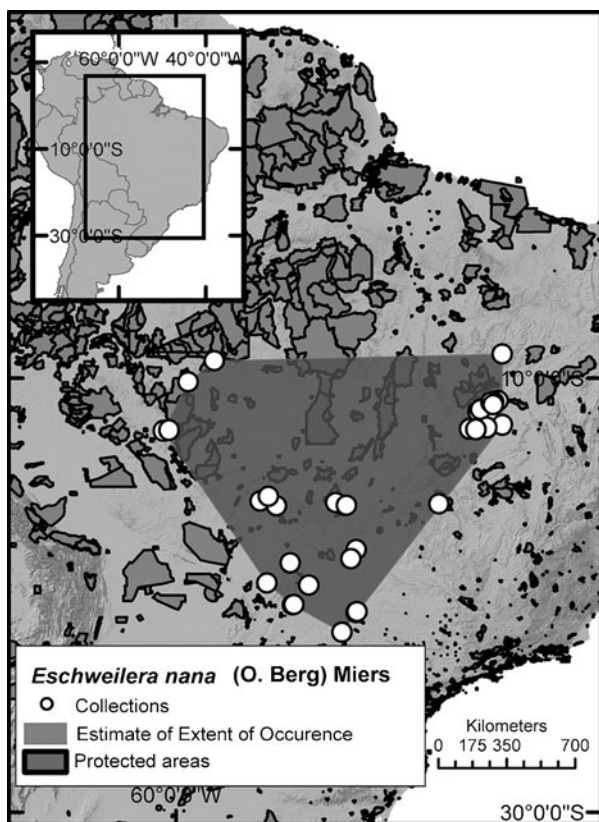 60°0'0"W 40°0'0"W
10°0'0"S
30°0'0"S
10°0'0"S
Eschweilera nana (O. Berg) Miers
Collections
Estimate of Extent of Occurence
Protected areas
Kilometers
0 175 350 700
60°0'0"W
30°0'0"S